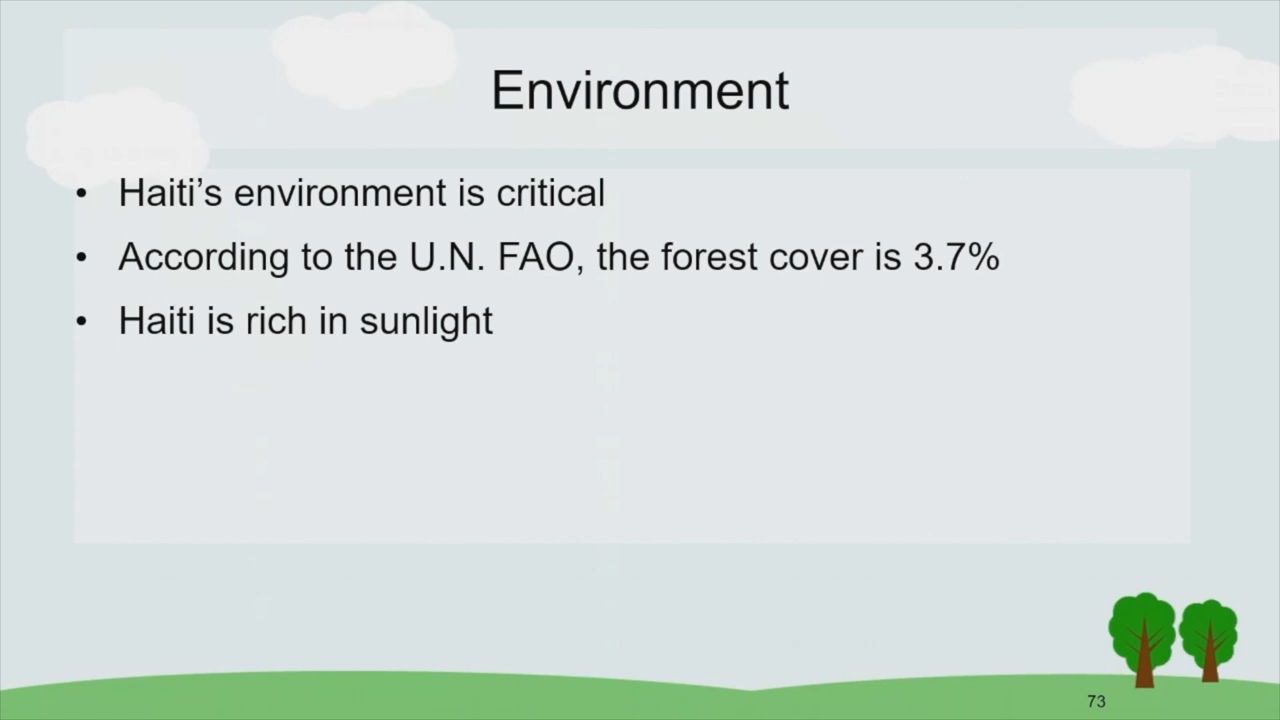 Environment
• Haiti’s environment is critical
• According to the U.N. FAO, the forest cover is 3.7%
• Haiti is rich in sunlight
73